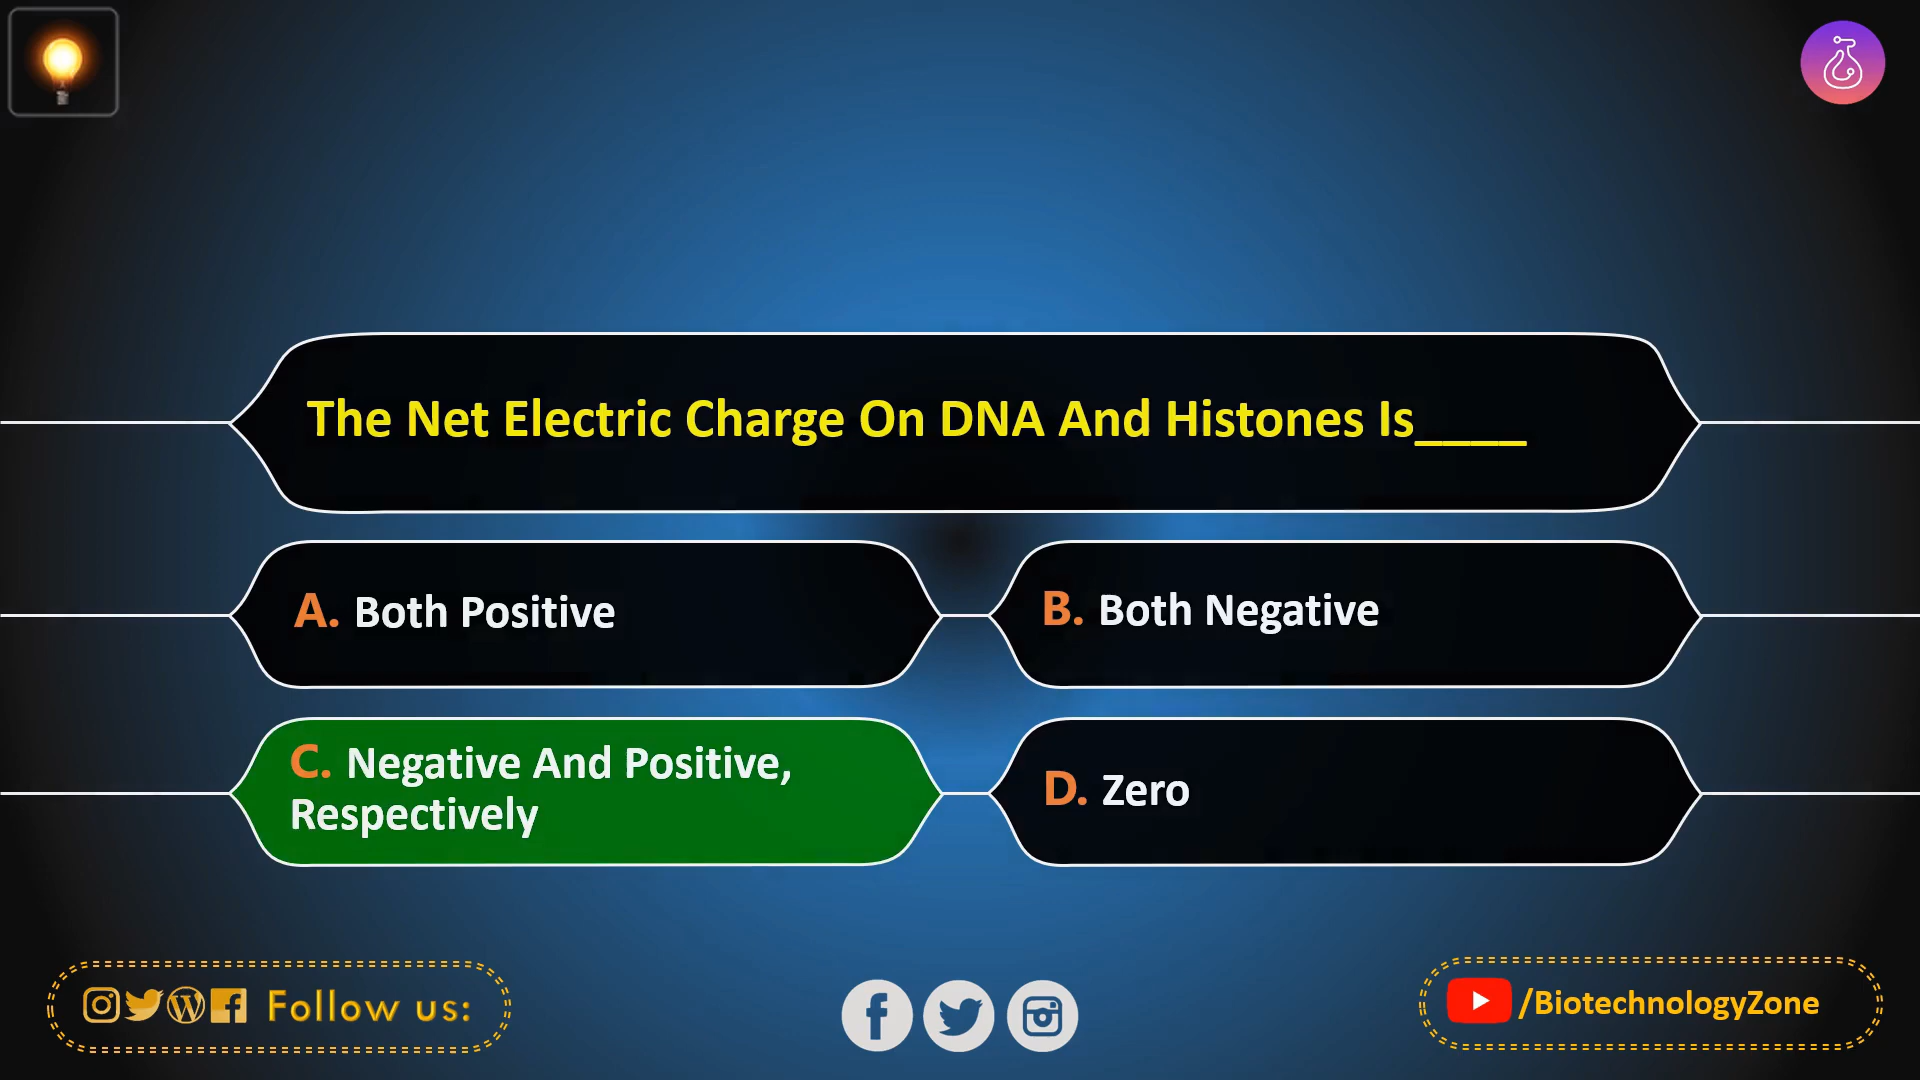 The Net Electric Charge On DNA And Histones Is____
A. Both Positive
B. Both Negative
C. Negative And Positive,
Respectively
D. Zero
Follow us:
/BiotechnologyZone